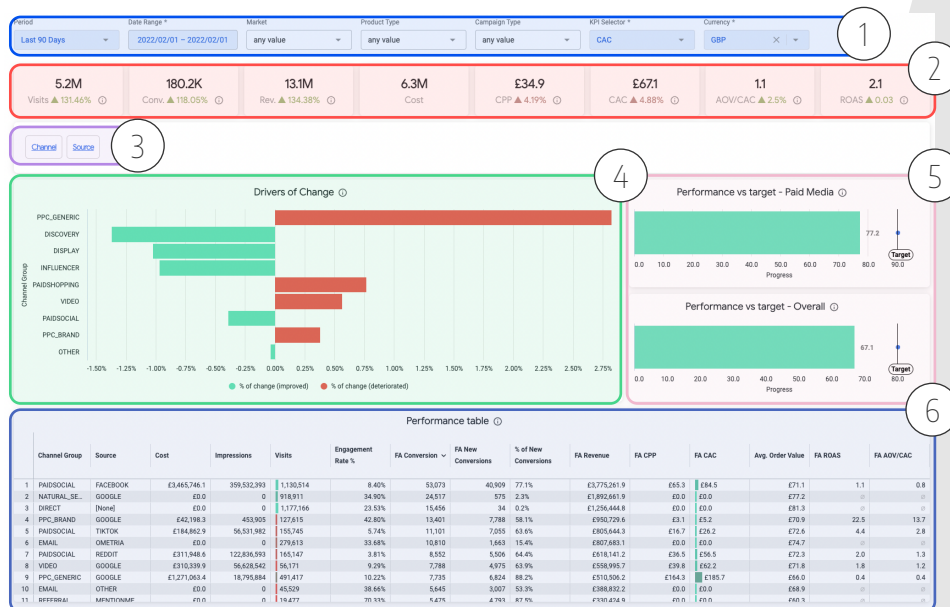 Period Date Range * Market Product Type Campaign Type KPI Selector * Currency *
Last 90 Days 2022/02/01 – 2022/02/01 any value any value any value CAC GBP
1
5.2M 180.2K 13.1M 6.3M £34.9 £67.1 1.1 2.1
Visits ▲ 131.46% Conv. ▲ 118.05% Rev. ▲ 134.38% Cost CPP ▲ 4.19% CAC ▲ 4.88% AOV/CAC ▲ 2.5% ROAS ▲ 0.03
2
Channel Source
3
4
Drivers of Change
Channel Group
PPC_GENERIC
DISCOVERY
DISPLAY
INFLUENCER
PAIDSHOPPING
VIDEO
PAIDSOCIAL
PPC_BRAND
OTHER
-1.50% -1.25% -1.00% -0.75% -0.50% -0.25% 0.00% 0.25% 0.50% 0.75% 1.00% 1.25% 1.50% 1.75% 2.00% 2.25% 2.50% 2.75%
% of change (improved) % of change (deteriorated)
5
Performance vs target - Paid Media
77.2
Target
0.0 10.0 20.0 30.0 40.0 50.0 60.0 70.0 80.0 90.0
Progress
Performance vs target - Overall
67.1
Target
0.0 10.0 20.0 30.0 40.0 50.0 60.0 70.0 80.0
Progress
6
Performance table
Channel Group Source Cost Impressions Visits Engagement Rate % FA Conversion FA New Conversions % of New Conversions FA Revenue FA CPP FA CAC Avg. Order Value FA ROAS FA AOV/CAC
1 PAIDSOCIAL FACEBOOK £3,465,746.1 359,532,393 1,130,514 8.40% 53,073 40,909 77.1% £3,775,261.9 £65.3 £84.5 £71.1 1.1 0.8
2 NATURAL_SE... GOOGLE £0.0 0 918,911 34.90% 24,517 575 2.3% £1,892,661.9 £0.0 £0.0 £77.2 ∅ ∅
3 DIRECT [None] £0.0 0 1,177,166 23.53% 15,456 34 0.2% £1,256,444.8 £0.0 £0.0 £81.3 ∅ ∅
4 PPC_BRAND GOOGLE £42,198.3 453,905 127,615 42.80% 13,401 7,788 58.1% £950,729.6 £3.1 £5.2 £70.9 22.5 13.7
5 PAIDSOCIAL TIKTOK £184,862.9 56,531,982 155,745 5.74% 11,101 7,055 63.6% £805,644.3 £16.7 £26.2 £72.6 4.4 2.8
6 EMAIL OMETRIA £0.0 0 279,613 33.68% 10,810 1,663 15.4% £807,683.1 £0.0 £0.0 £74.7 ∅ ∅
7 PAIDSOCIAL REDDIT £311,948.6 122,836,593 165,147 3.81% 8,552 5,506 64.4% £618,141.2 £36.5 £56.5 £72.3 2.0 1.3
8 VIDEO GOOGLE £310,339.9 56,628,542 56,171 9.29% 7,788 4,975 63.9% £558,995.7 £39.8 £62.2 £71.8 1.8 1.2
9 PPC_GENERIC GOOGLE £1,271,063.4 18,795,884 491,417 10.22% 7,735 6,824 88.2% £510,506.2 £164.3 £185.7 £66.0 0.4 0.4
10 EMAIL OTHER £0.0 0 45,529 38.66% 5,645 3,007 53.3% £388,832.2 £0.0 £0.0 £68.9 ∅ ∅
11 REFERRAL MENTIONME £0.0 0 19,477 70.33% 5,475 4,793 87.5% £330,424.9 £0.0 £0.0 £60.3